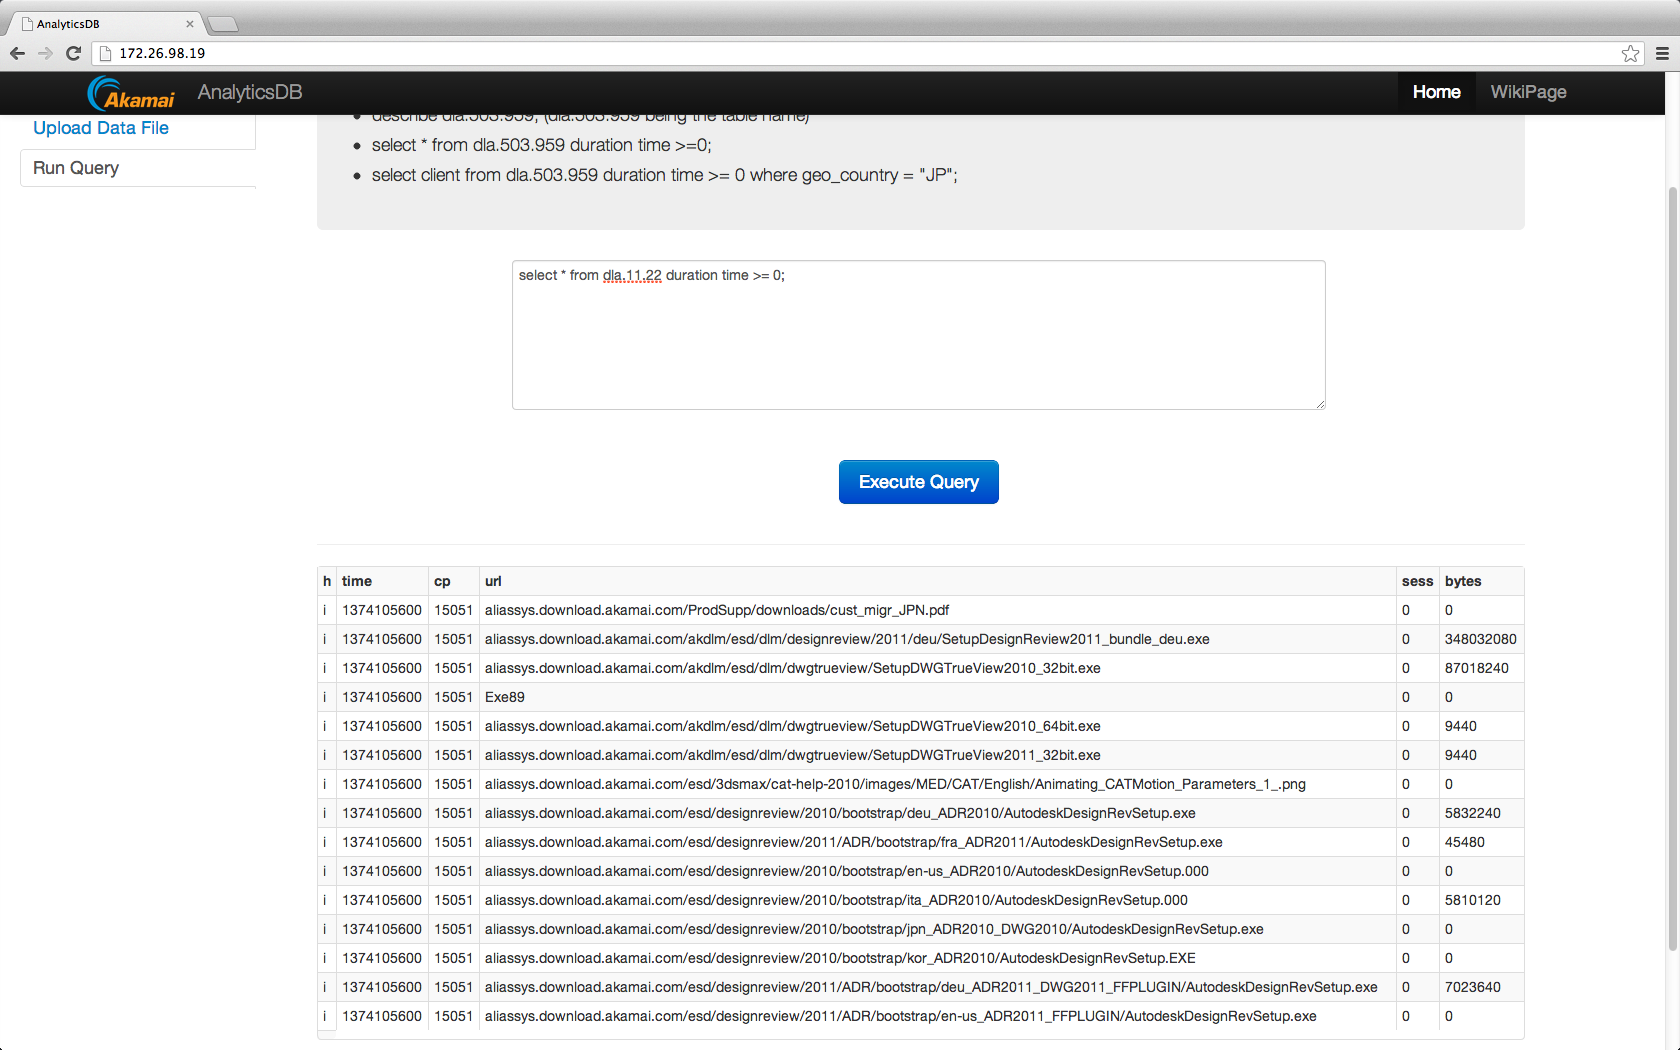 AnalyticsDB
172.26.98.19
Akamai AnalyticsDB Home WikiPage
Upload Data File
Run Query
describe dla.503.959; (dla.503.959 being the table name)
select * from dla.503.959 duration time >=0;
select client from dla.503.959 duration time >= 0 where geo_country = "JP";
select * from dla.11.22 duration time >= 0;
Execute Query
h time cp url sess bytes
i 1374105600 15051 aliassys.download.akamai.com/ProdSupp/downloads/cust_migr_JPN.pdf 0 0
i 1374105600 15051 aliassys.download.akamai.com/akdlm/esd/dlm/designreview/2011/deu/SetupDesignReview2011_bundle_deu.exe 0 348032080
i 1374105600 15051 aliassys.download.akamai.com/akdlm/esd/dlm/dwgtrueview/SetupDWGTrueView2010_32bit.exe 0 87018240
i 1374105600 15051 Exe89 0 0
i 1374105600 15051 aliassys.download.akamai.com/akdlm/esd/dlm/dwgtrueview/SetupDWGTrueView2010_64bit.exe 0 9440
i 1374105600 15051 aliassys.download.akamai.com/akdlm/esd/dlm/dwgtrueview/SetupDWGTrueView2011_32bit.exe 0 9440
i 1374105600 15051 aliassys.download.akamai.com/esd/3dsmax/cat-help-2010/images/MED/CAT/English/Animating_CATMotion_Parameters_1_.png 0 0
i 1374105600 15051 aliassys.download.akamai.com/esd/designreview/2010/bootstrap/deu_ADR2010/AutodeskDesignRevSetup.exe 0 5832240
i 1374105600 15051 aliassys.download.akamai.com/esd/designreview/2011/ADR/bootstrap/fra_ADR2011/AutodeskDesignRevSetup.exe 0 45480
i 1374105600 15051 aliassys.download.akamai.com/esd/designreview/2010/bootstrap/en-us_ADR2010/AutodeskDesignRevSetup.000 0 0
i 1374105600 15051 aliassys.download.akamai.com/esd/designreview/2010/bootstrap/ita_ADR2010/AutodeskDesignRevSetup.000 0 5810120
i 1374105600 15051 aliassys.download.akamai.com/esd/designreview/2010/bootstrap/jpn_ADR2010_DWG2010/AutodeskDesignRevSetup.exe 0 0
i 1374105600 15051 aliassys.download.akamai.com/esd/designreview/2010/bootstrap/kor_ADR2010/AutodeskDesignRevSetup.EXE 0 0
i 1374105600 15051 aliassys.download.akamai.com/esd/designreview/2011/ADR/bootstrap/deu_ADR2011_DWG2011_FFPLUGIN/AutodeskDesignRevSetup.exe 0 7023640
i 1374105600 15051 aliassys.download.akamai.com/esd/designreview/2011/ADR/bootstrap/en-us_ADR2011_FFPLUGIN/AutodeskDesignRevSetup.exe 0 0